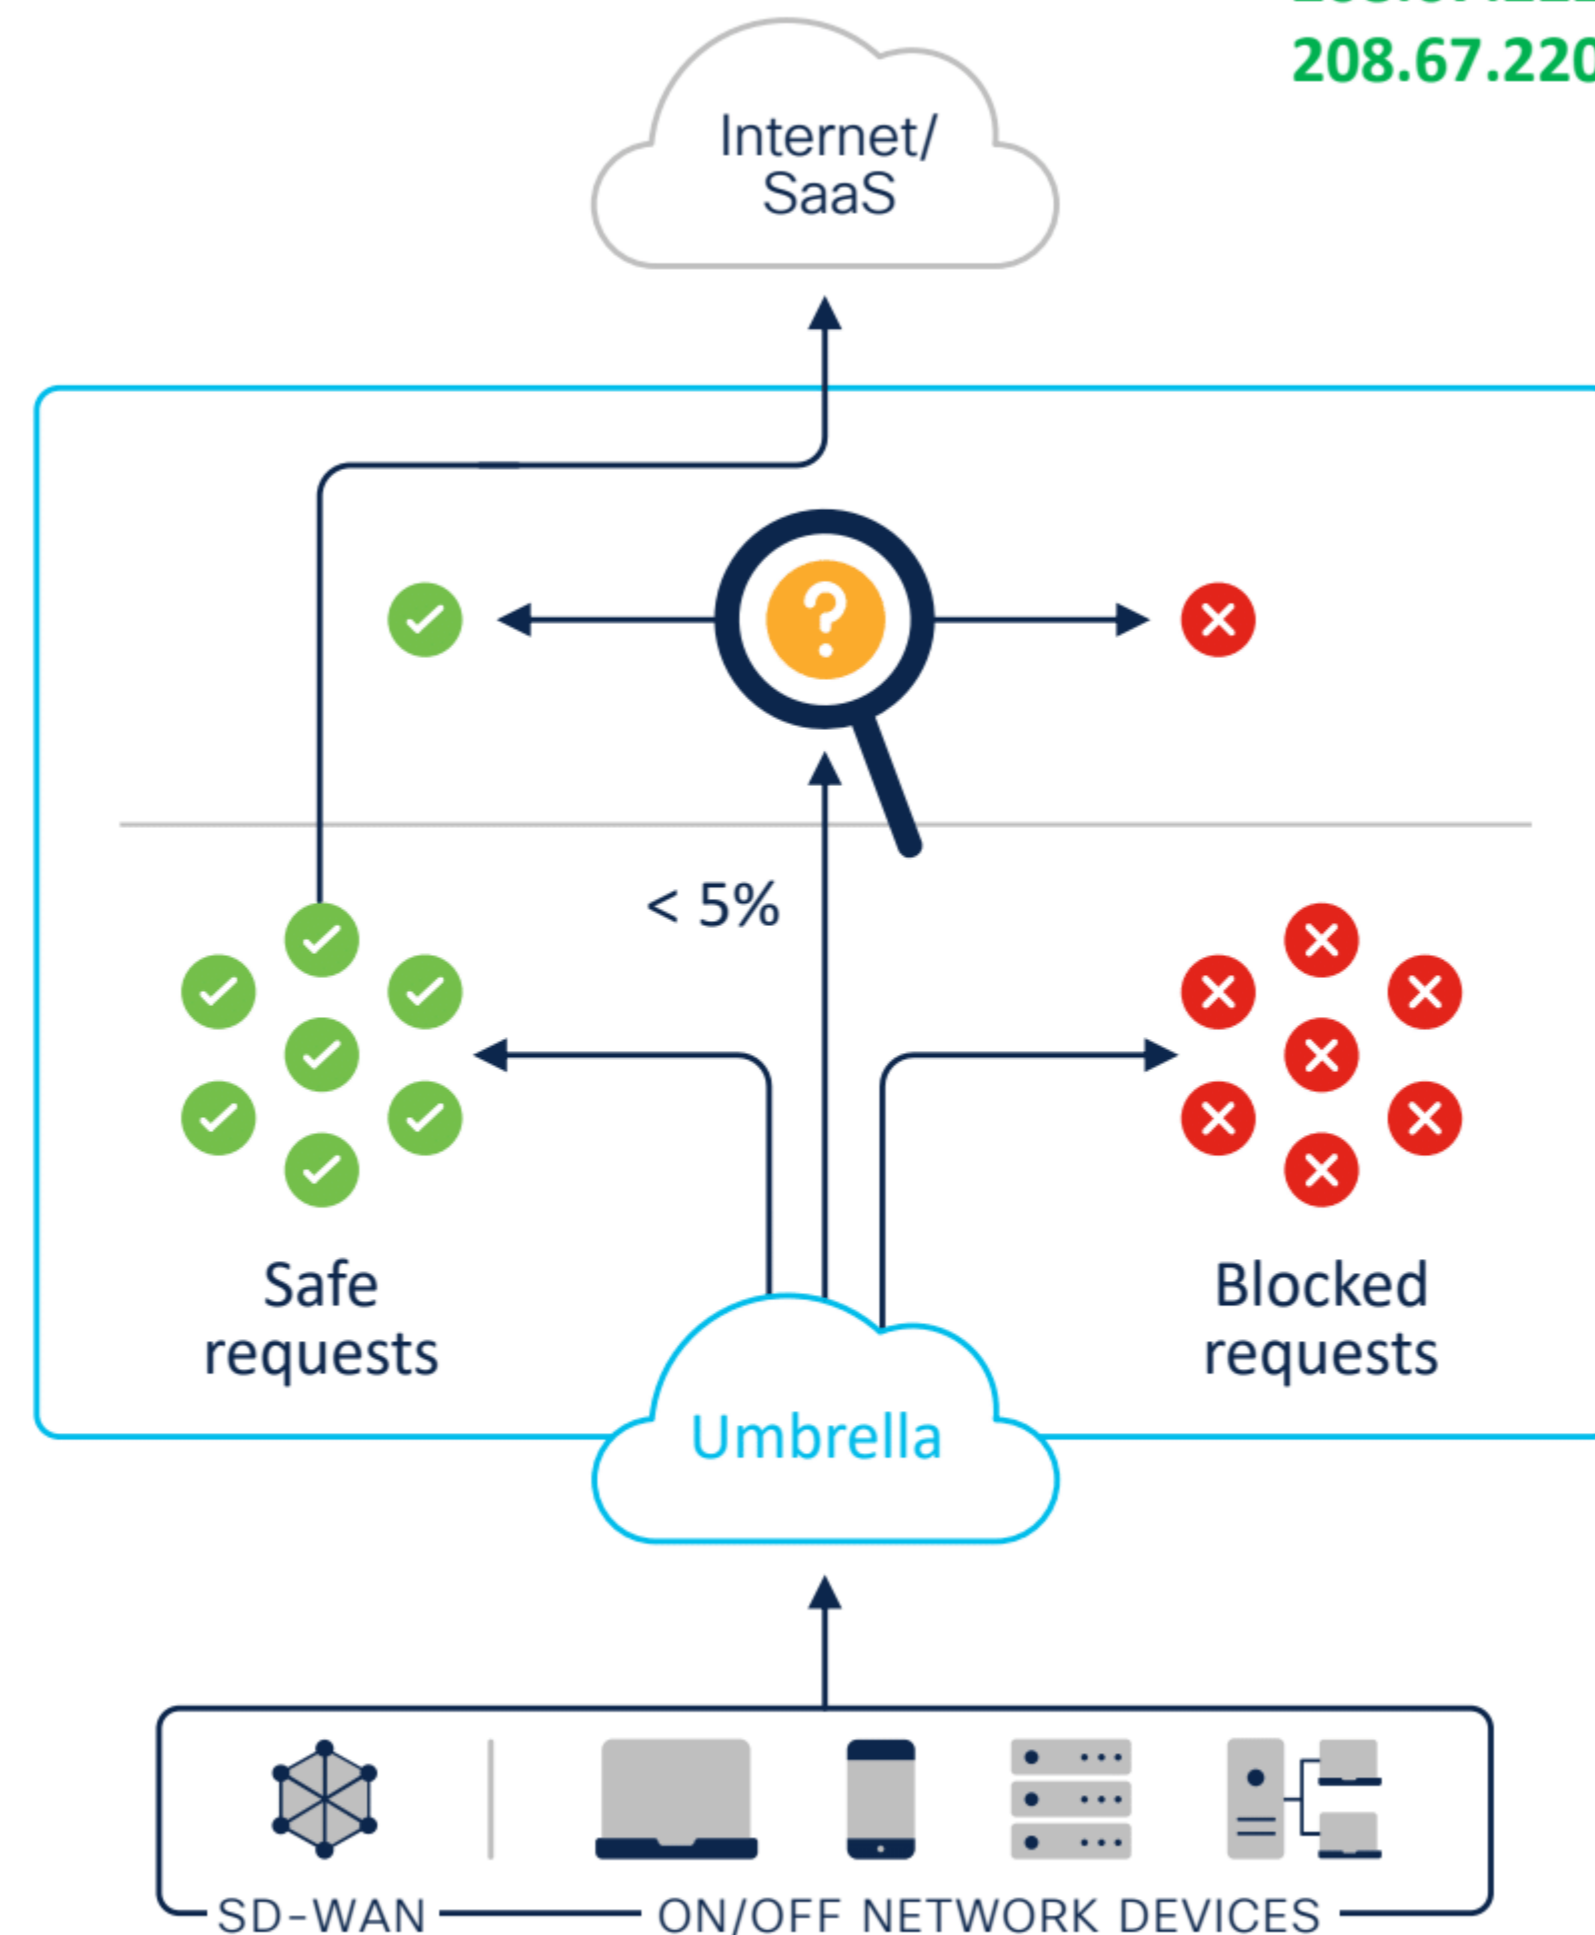 208.67.220
Internet/
SaaS
< 5%
Safe
requests
Blocked
requests
Umbrella
SD-WAN
ON/OFF NETWORK DEVICES